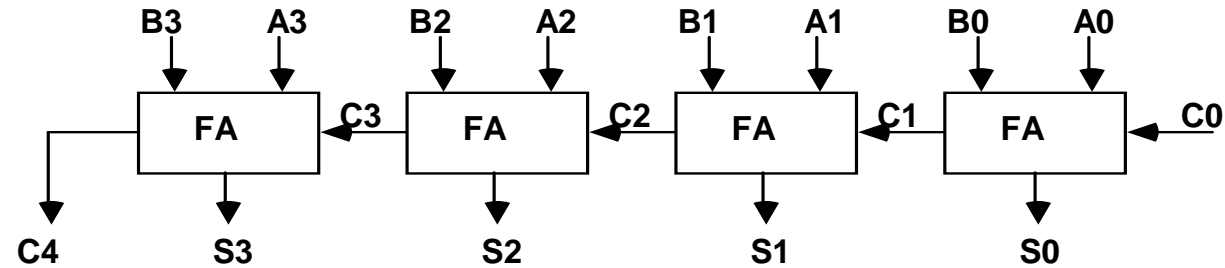 B3 A3 B2 A2 B1 A1 B0 A0
FA C3 FA C2 FA C1 FA C0
C4 S3 S2 S1 S0